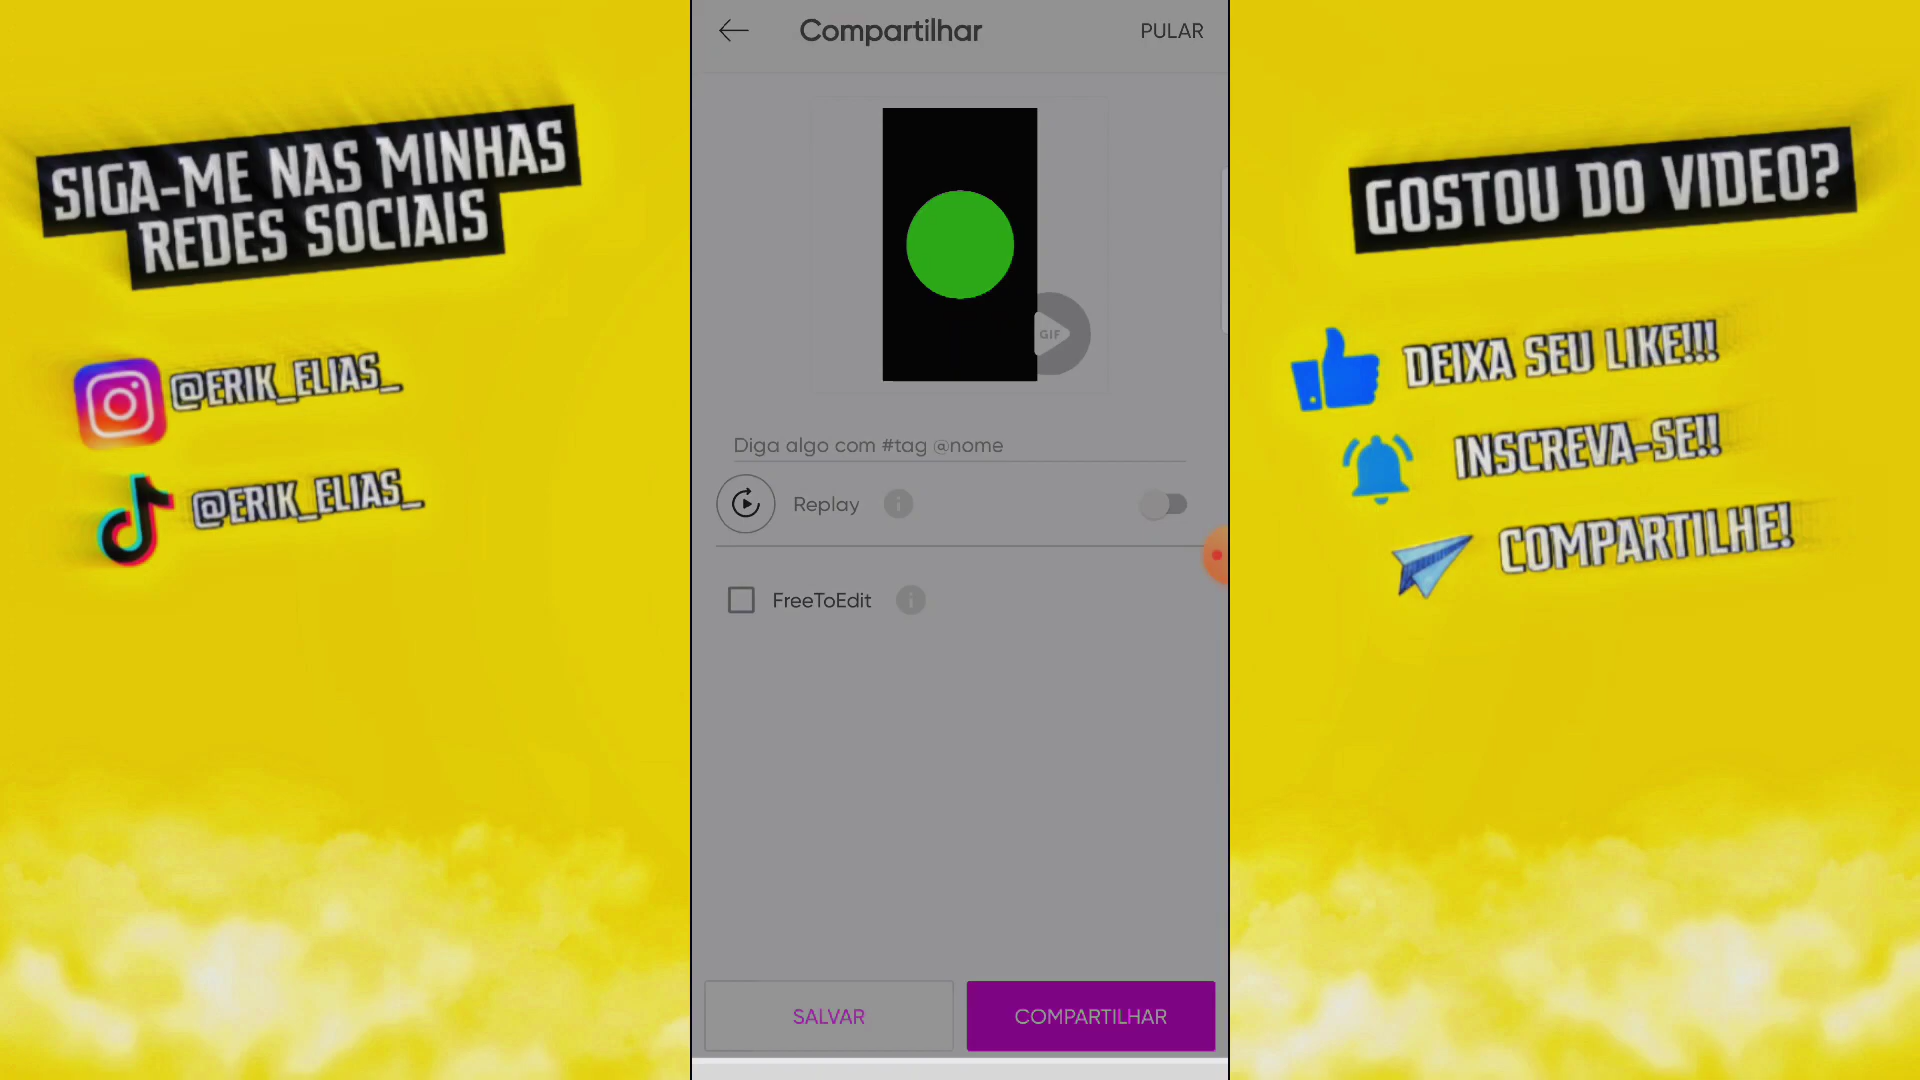 SIGA-ME NAS MINHAS
REDES SOCIAIS
@ERIK_ELIAS_
@ERIK_ELIAS_
Compartilhar
PULAR
GIF
Diga algo com #tag @nome
Replay
FreeToEdit
SALVAR
COMPARTILHAR
GOSTOU DO VIDEO?
DEIXA SEU LIKE!!!
INSCREVA-SE!!
COMPARTILHE!